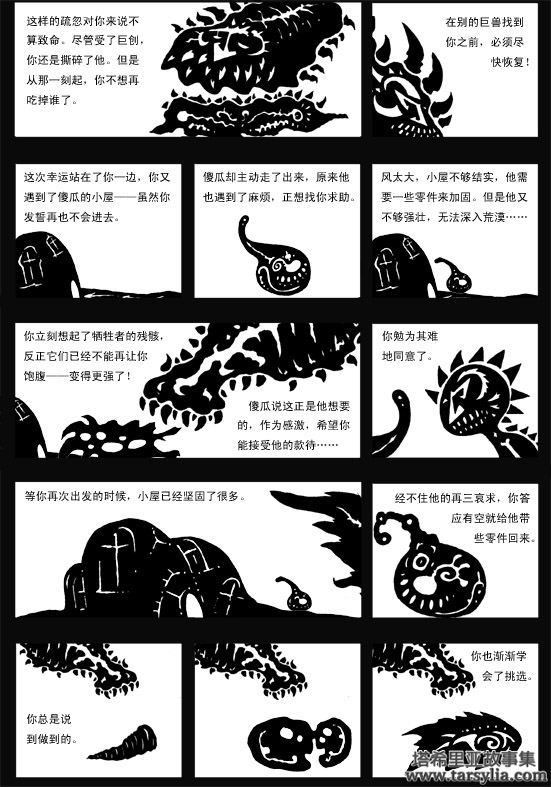 这样的疏忽对你来说不
算致命。尽管受了巨创，
你还是撕碎了他。但是
从那一刻起，你不想再
吃掉谁了。
在别的巨兽找到
你之前，必须尽
快恢复！
这次幸运站在了你一边，你又
遇到了傻瓜的小屋——虽然你
发誓再也不会进去。
傻瓜却主动走了出来，原来他
也遇到了麻烦，正想找你求助。
风太大，小屋不够结实，他需
要一些零件来加固。但是他又
不够强壮，无法深入荒漠……
你立刻想起了牺牲者的残骸，
反正它们已经不能再让你
饱腹——变得更强了！
傻瓜说这正是他想要
的，作为感激，希望你
能接受他的款待……
你勉为其难
地同意了。
等你再次出发的时候，小屋已经坚固了很多。
经不住他的再三哀求，你答
应有空就给他带
些零件回来。
你总是说
到做到的。
你也渐渐学
会了挑选。
塔希里亚故事集
www.tarsylia.com